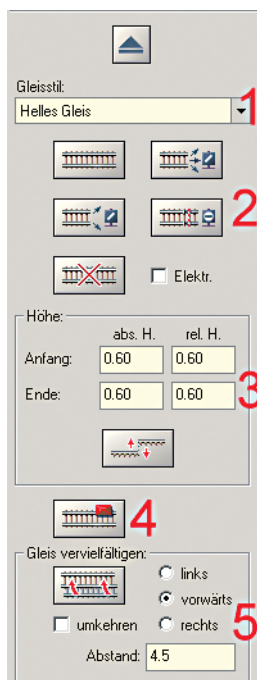 Gleisstil:
Helles Gleis
1
2
Elektr.
Höhe:
abs. H. rel. H.
Anfang: 0.60 0.60
Ende: 0.60 0.60
3
4
Gleis vervielfältigen:
links
vorwärts
umkehren rechts
5
Abstand: 4.5